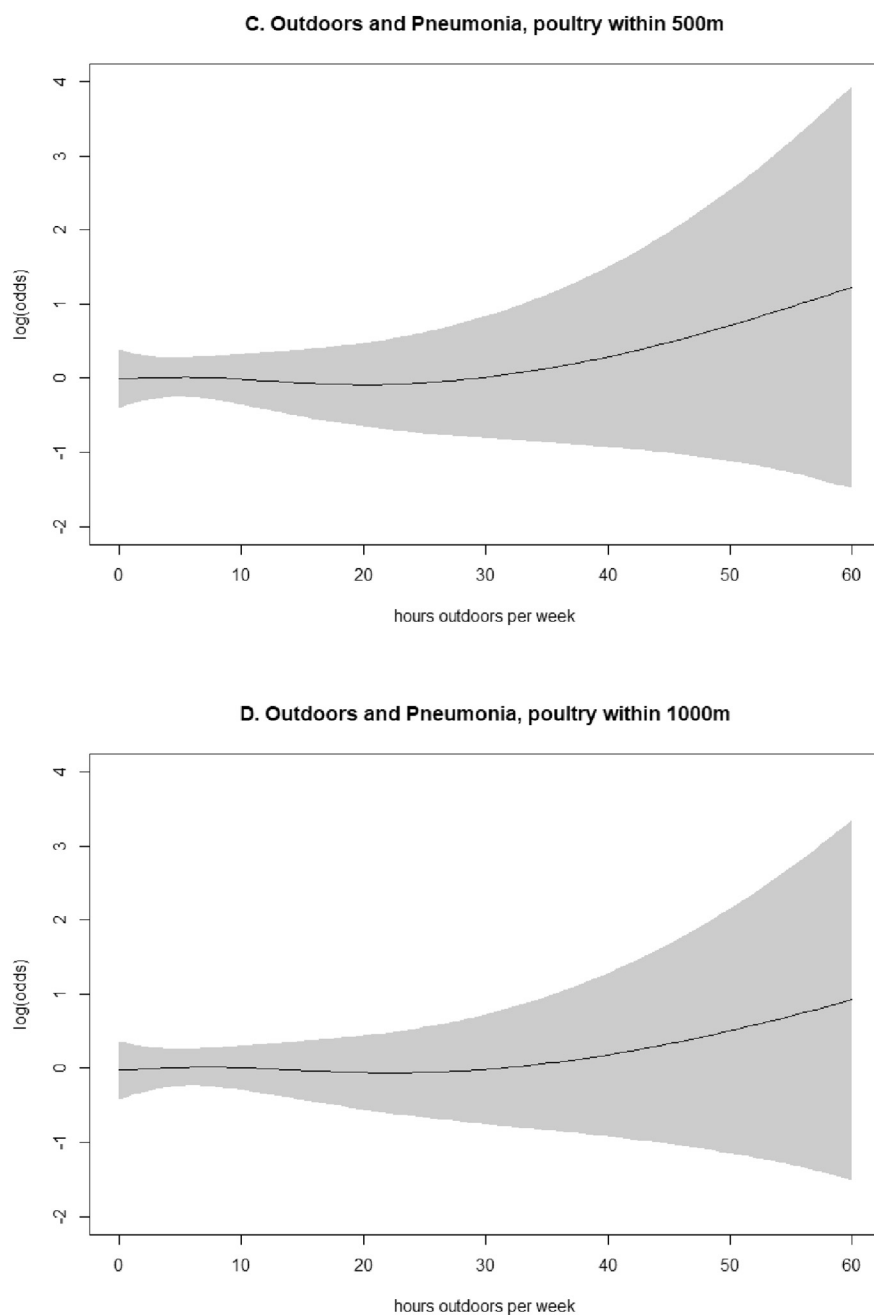 C. Outdoors and Pneumonia, poultry within 500m
4
3
2
1
0
-1
-2
log(odds)
0 10 20 30 40 50 60
hours outdoors per week
D. Outdoors and Pneumonia, poultry within 1000m
4
3
2
1
0
-1
-2
log(odds)
0 10 20 30 40 50 60
hours outdoors per week